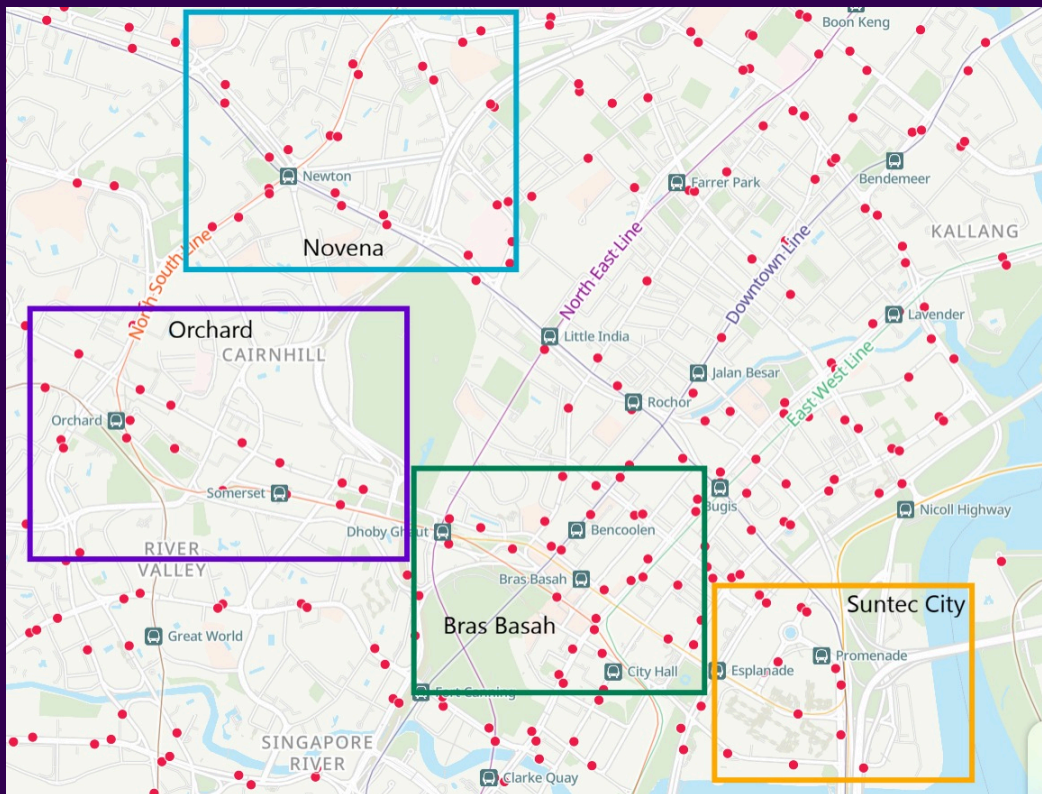 Boon Keng
Newton
Farrer Park
Bendemeer
Novena
KALLANG
North South Line
North East Line
Downtown Line
Orchard
CAIRNHILL
Little India
Lavender
East West Line
Jalan Besar
Rochor
Orchard
Somerset
Bugis
Nicoll Highway
Dhoby Ghaut
Bencoolen
RIVER
VALLEY
Bras Basah
Suntec City
Bras Basah
Great World
Promenade
City Hall
Esplanade
Fort Canning
SINGAPORE
RIVER
Clarke Quay